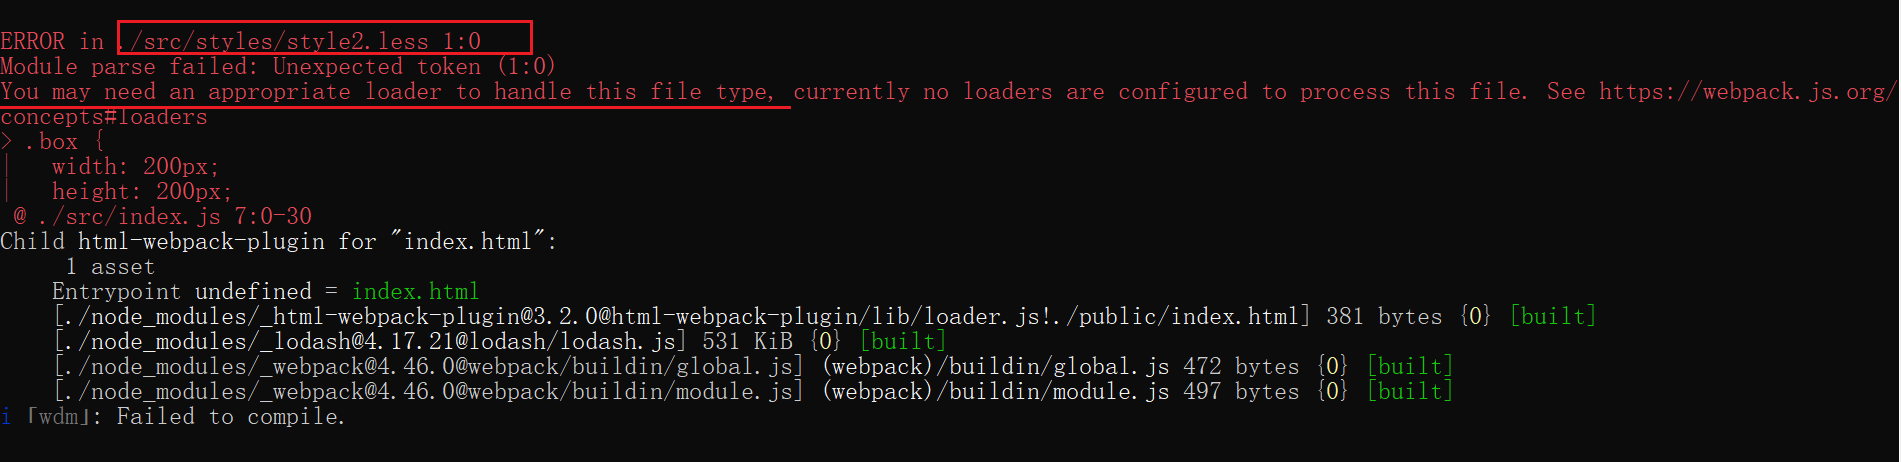 ERROR in ./src/styles/style2.less 1:0
Module parse failed: Unexpected token (1:0)
You may need an appropriate loader to handle this file type, currently no loaders are configured to process this file. See https://webpack.js.org/
concepts#loaders
> .box {
|   width: 200px;
|   height: 200px;
 @ ./src/index.js 7:0-30
Child html-webpack-plugin for "index.html":
     1 asset
    Entrypoint undefined = index.html
    [./node_modules/_html-webpack-plugin@3.2.0@html-webpack-plugin/lib/loader.js!./public/index.html] 381 bytes {0} [built]
    [./node_modules/_lodash@4.17.21@lodash/lodash.js] 531 KiB {0} [built]
    [./node_modules/_webpack@4.46.0@webpack/buildin/global.js] (webpack)/buildin/global.js 472 bytes {0} [built]
    [./node_modules/_webpack@4.46.0@webpack/buildin/module.js] (webpack)/buildin/module.js 497 bytes {0} [built]
i 「wdm」: Failed to compile.